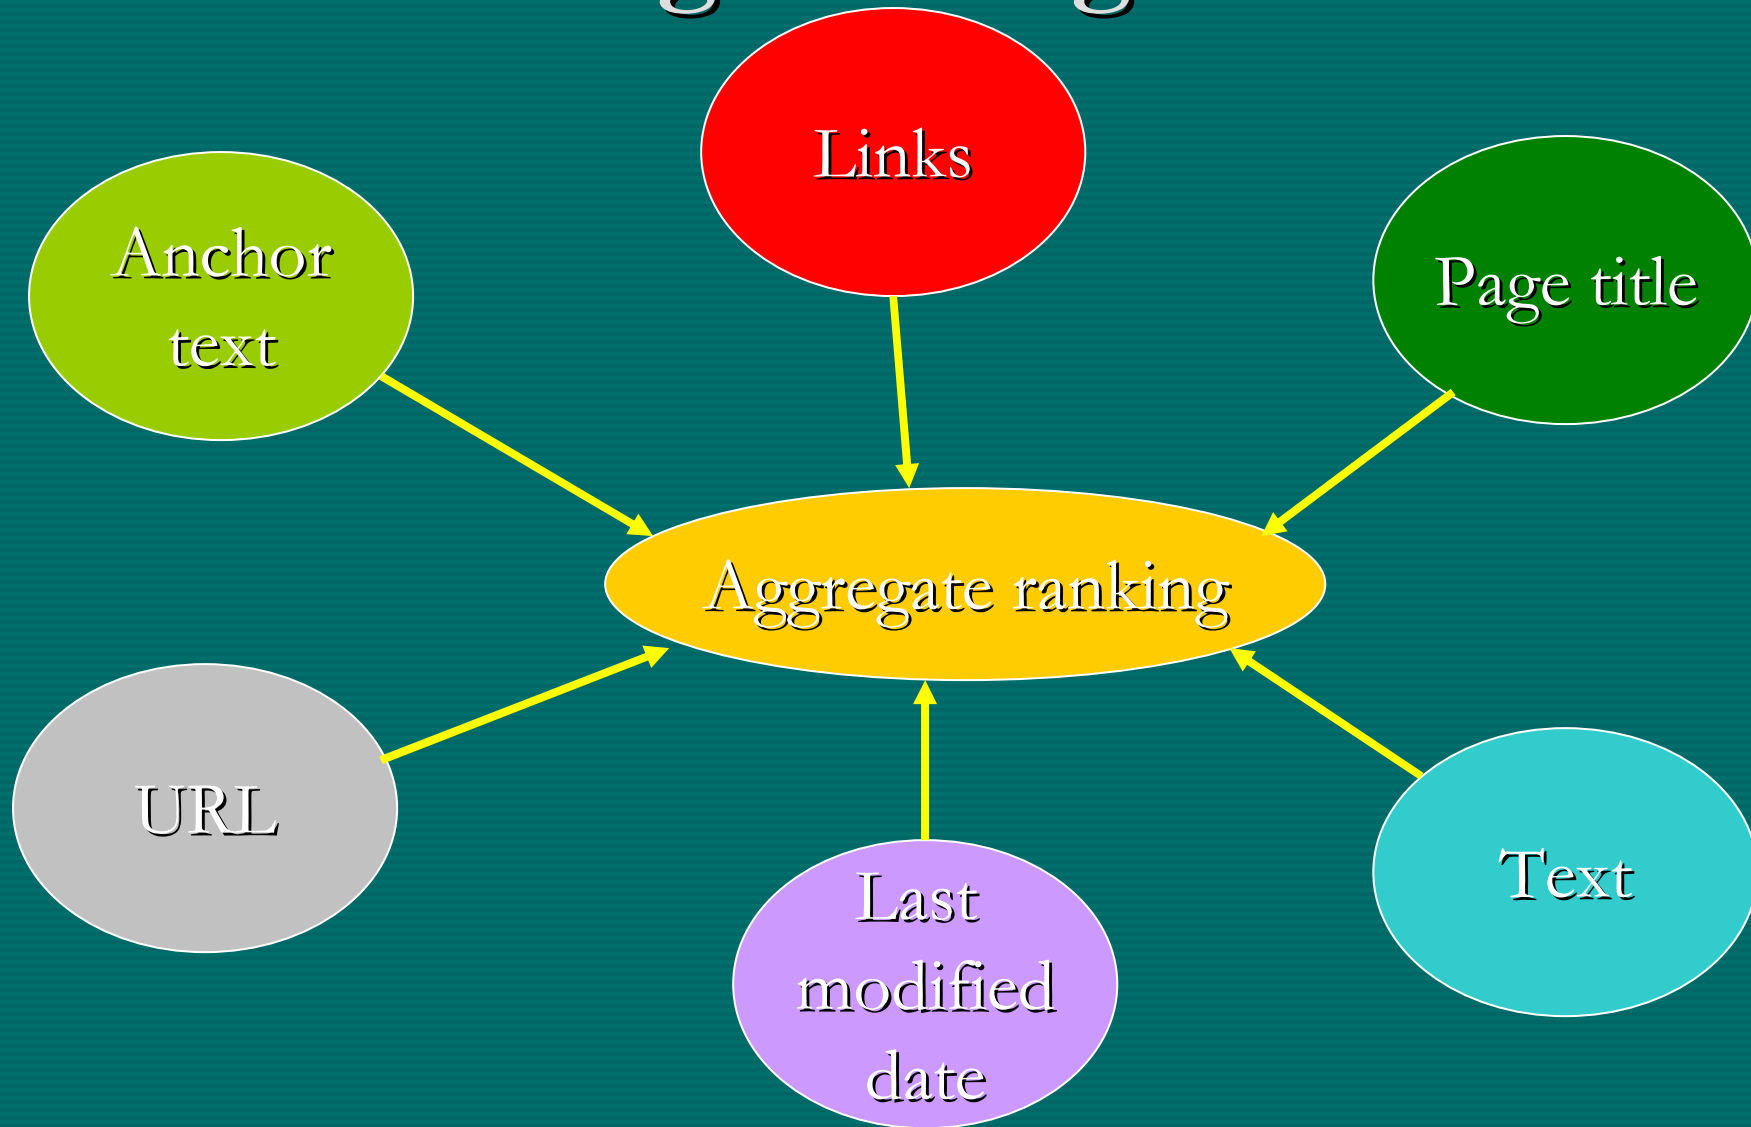 Links
Anchor
text
Page title
Aggregate ranking
URL
Text
Last
modified
date